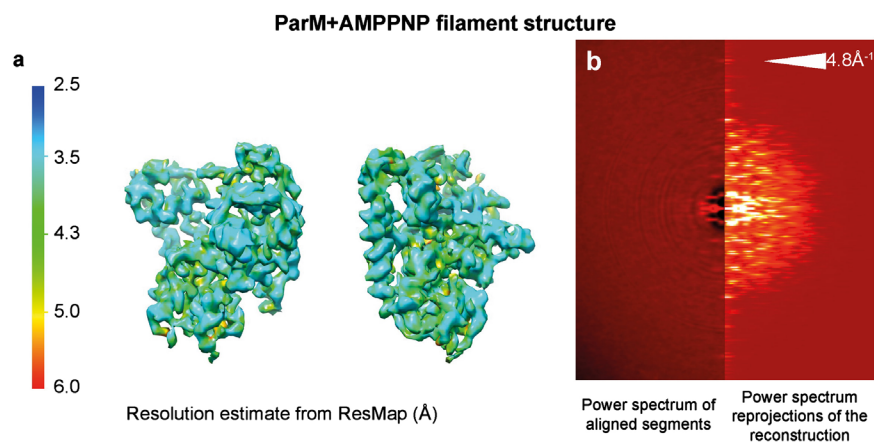 ParM+AMPPNP filament structure
a
2.5
3.5
4.3
5.0
6.0
Resolution estimate from ResMap (Å)
b
4.8Å⁻¹
Power spectrum of
aligned segments
Power spectrum
reprojections of the
reconstruction